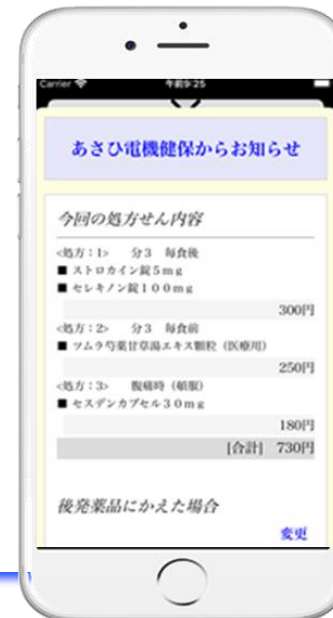 Carrier 午前9:25
あさひ電機健保からお知らせ
今回の処方せん内容
<処方：1> 分3 毎食後
■ ストロカイン錠5mg
■ セレキノン錠100mg
300円
<処方：2> 分3 毎食前
■ ツムラ芍薬甘草湯エキス顆粒（医療用）
250円
<処方：3> 腹痛時（頓服）
■ セスデンカプセル30mg
180円
[合計] 730円
後発薬品にかえた場合
変更